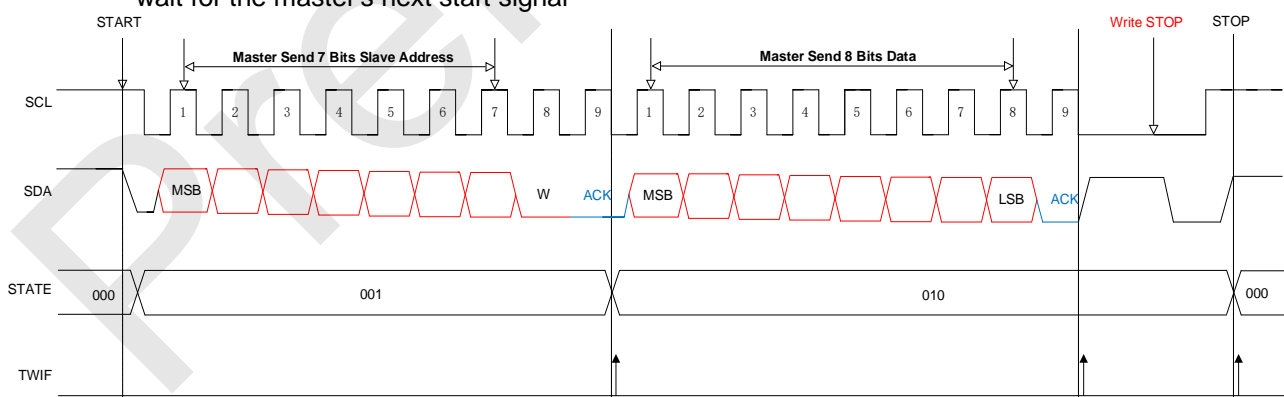 wait for the master's next start signal
START
Write STOP
STOP
Master Send 7 Bits Slave Address
Master Send 8 Bits Data
SCL
1 2 3 4 5 6 7 8 9 1 2 3 4 5 6 7 8 9
SDA
MSB W ACK MSB LSB ACK
STATE
000 001 010 000
TWIF
Pre